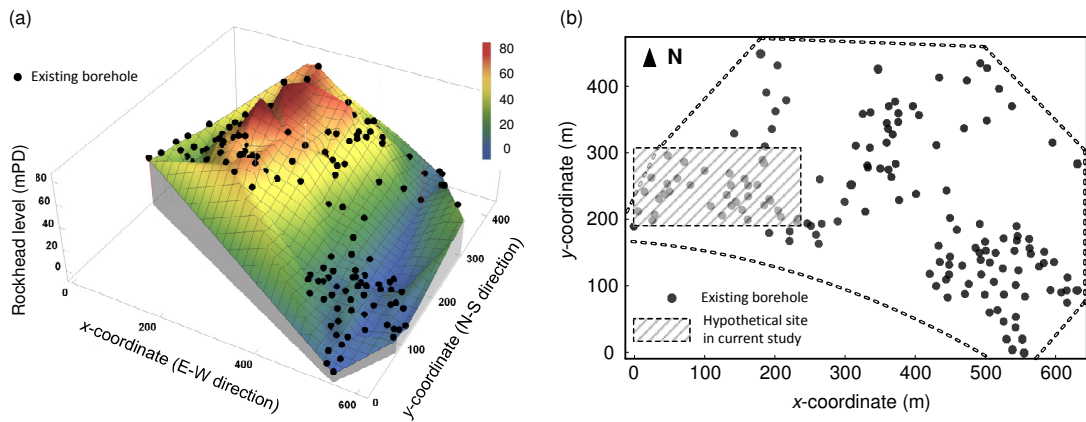 (a)
Existing borehole
80
60
40
20
0
Rockhead level (mPD)
80
60
40
20
0
0
200
400
600
x-coordinate (E-W direction)
0
100
200
300
400
y-coordinate (N-S direction)
(b)
N
400
300
200
100
0
y-coordinate (m)
Existing borehole
Hypothetical site
in current study
0 100 200 300 400 500 600
x-coordinate (m)